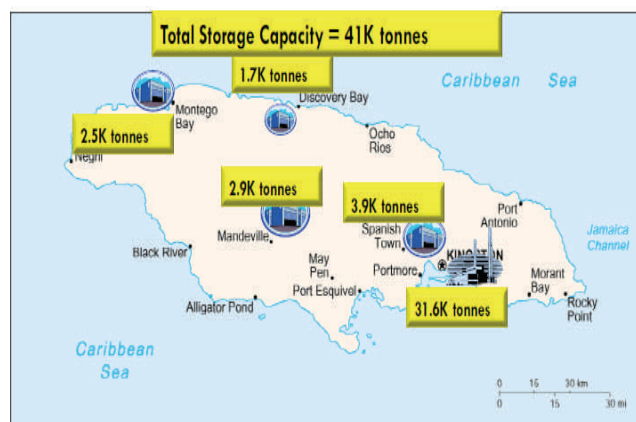 Total Storage Capacity = 41K tonnes
1.7K tonnes
Caribbean Sea
Discovery Bay
Montego
Bay
2.5K tonnes
Negril
Ocho
Rios
2.9K tonnes
3.9K tonnes
Port
Antonio
Spanish
Town
Jamaica
Channel
Mandeville
KINGSTON
Black River
May
Pen
Portmore
Port Esquivel
Morant
Bay
Rocky
Point
Alligator Pond
31.6K tonnes
Caribbean
Sea
0 15 30 km
0 15 30 mi